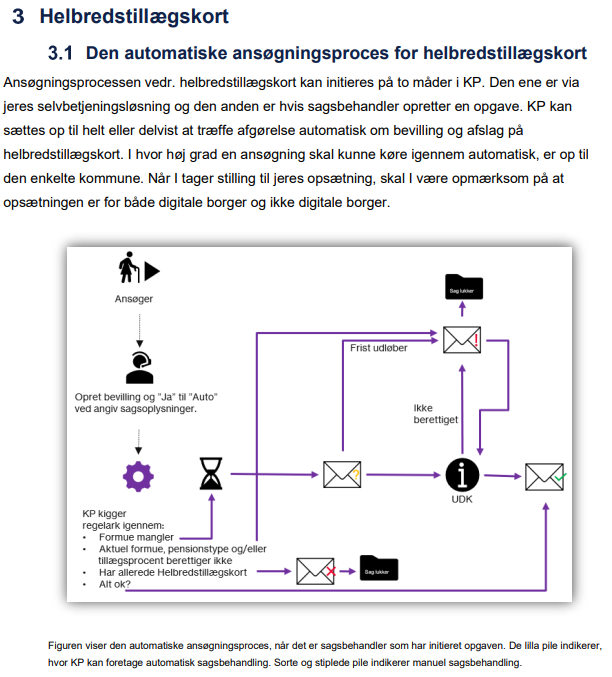 3 Helbredstillægskort
3.1 Den automatiske ansøgningsproces for helbredstillægskort
Ansøgningsprocessen vedr. helbredstillægskort kan initieres på to måder i KP. Den ene er via
jeres selvbetjeningsløsning og den anden er hvis sagsbehandler opretter en opgave. KP kan
sættes op til helt eller delvist at træffe afgørelse automatisk om bevilling og afslag på
helbredstillægskort. I hvor høj grad en ansøgning skal kunne køre igennem automatisk, er op til
den enkelte kommune. Når I tager stilling til jeres opsætning, skal I være opmærksom på at
opsætningen er for både digitale borger og ikke digitale borger.
Ansøger
Sag lukker
Frist udløber
Opret bevilling og "Ja" til "Auto"
ved angiv sagsoplysninger.
Ikke
berettiget
UDK
KP kigger
regelark igennem:
• Formue mangler
• Aktuel formue, pensionstype og/eller
tillægsprocent berettiger ikke
• Har allerede Helbredstillægskort
• Alt ok?
Sag lukker
Figuren viser den automatiske ansøgningsproces, når det er sagsbehandler som har initieret opgaven. De lilla pile indikerer,
hvor KP kan foretage automatisk sagsbehandling. Sorte og stiplede pile indikerer manuel sagsbehandling.